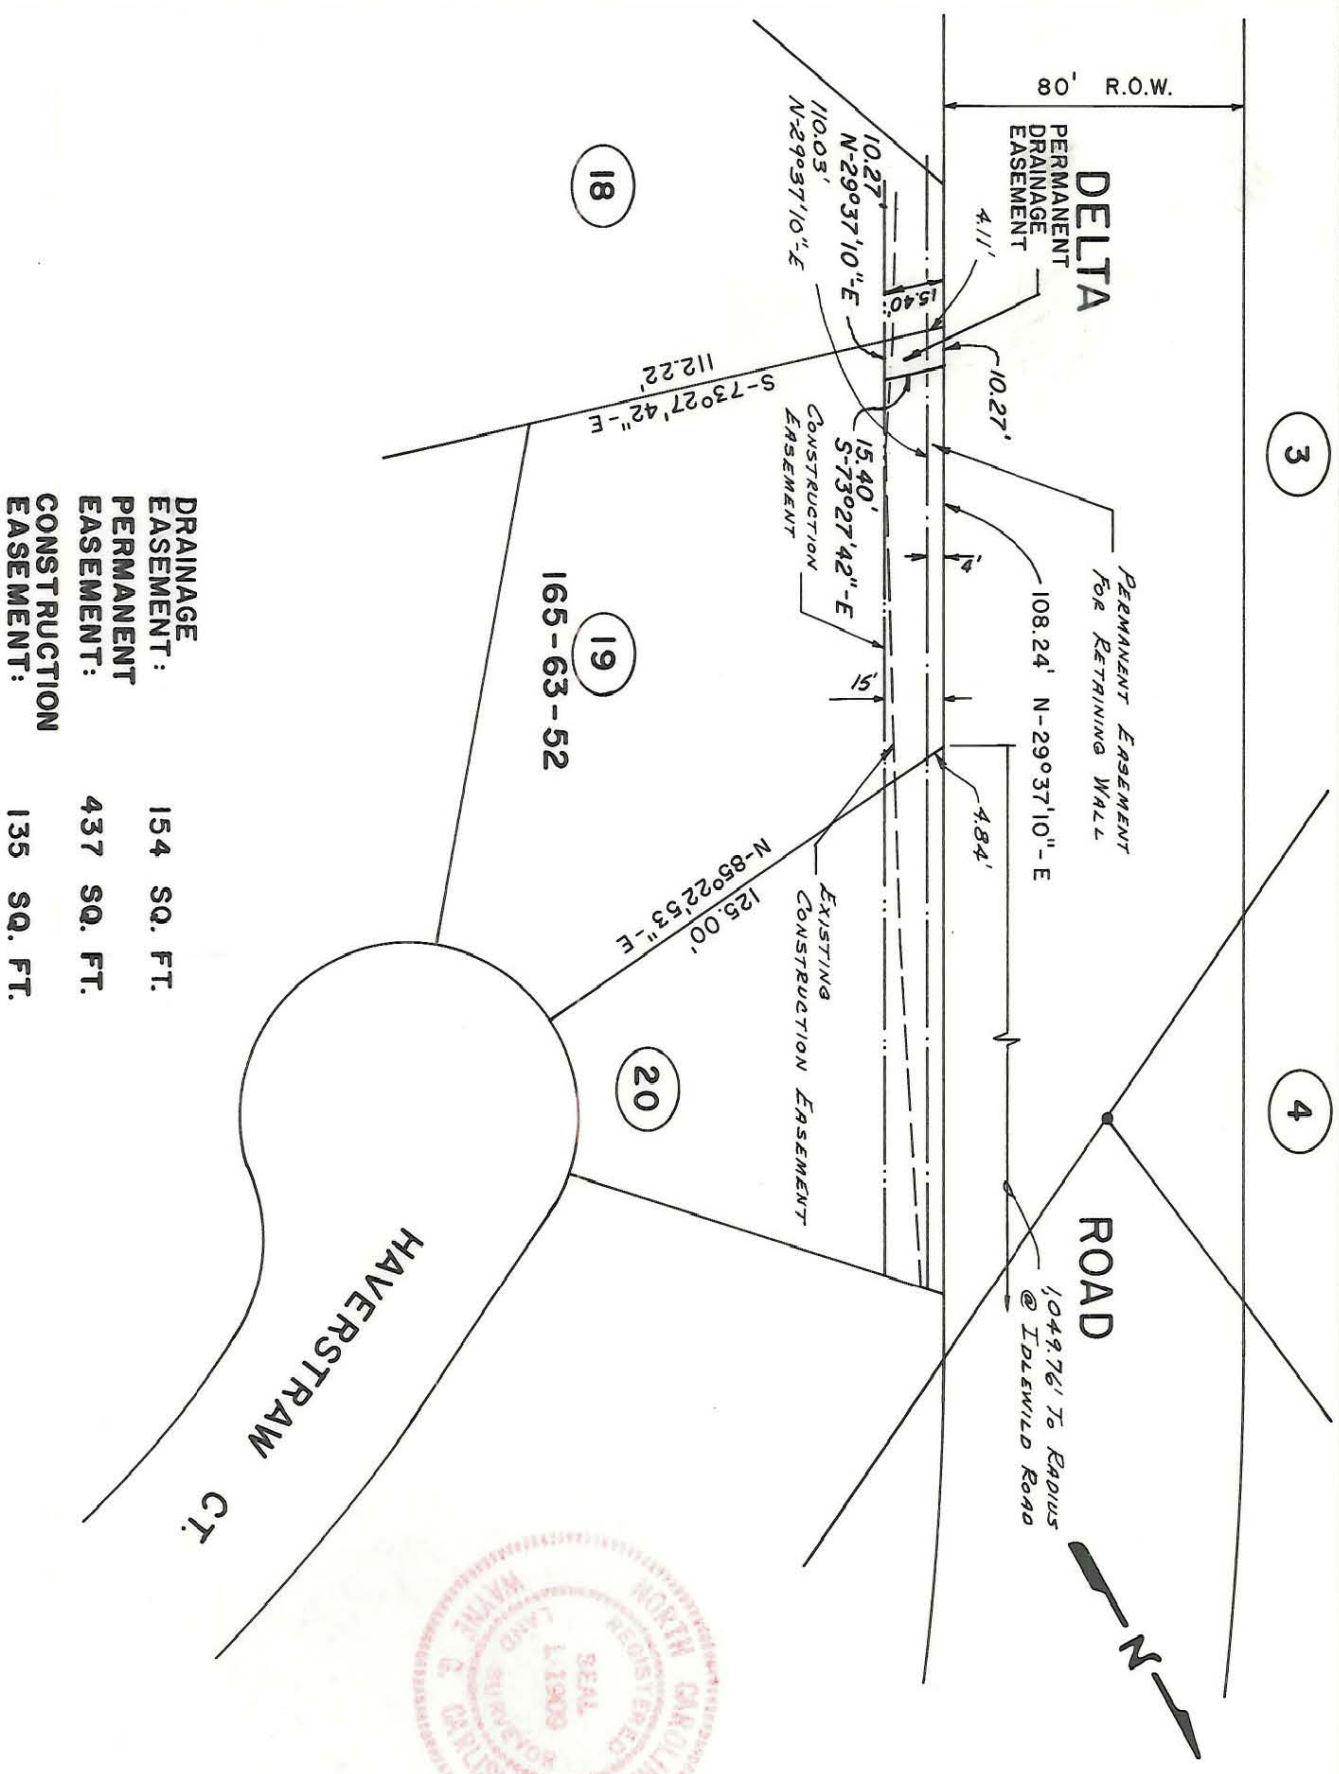 80' R.O.W.
DELTA
ROAD
PERMANENT
DRAINAGE
EASEMENT
3
4
4.11'
10.27'
N-29°37'10"-E
110.03'
N-29°37'10"-E
15.40'
10.27'
15.40'
S-73°27'42"-E
CONSTRUCTION
EASEMENT
PERMANENT EASEMENT
FOR RETAINING WALL
108.24' N-29°37'10"-E
4'
15'
4.84'
EXISTING
CONSTRUCTION EASEMENT
1,049.76' TO RADIUS
@ IDLEWILD ROAD
N
18
S-73°27'42"-E
112.22'
19
165-63-52
N-85°22'53"-E
125.00'
20
HAVERSTRAW CT.
DRAINAGE
EASEMENT: 154 SQ. FT.
PERMANENT
EASEMENT: 437 SQ. FT.
CONSTRUCTION
EASEMENT: 135 SQ. FT.
NORTH
WAYNE
REGISTERED
SEAL
LAND SURVEYOR